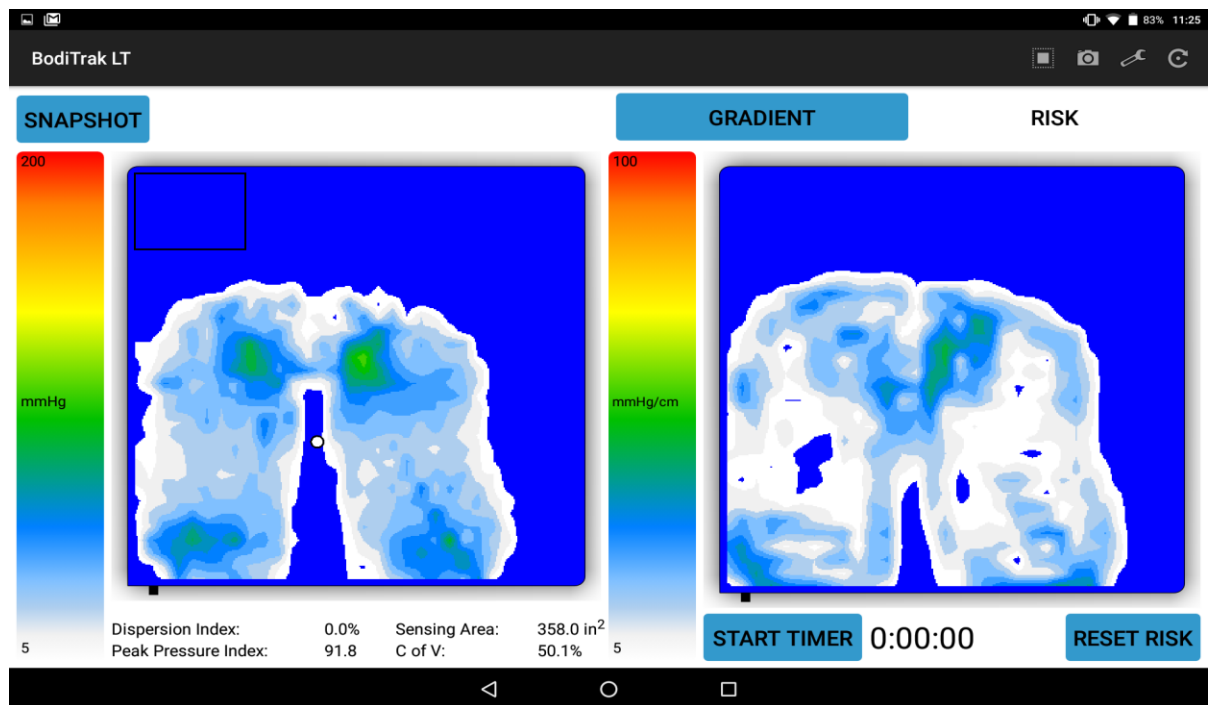 83% 11:25
BodiTrak LT
SNAPSHOT
GRADIENT RISK
200
mmHg
5
100
mmHg/cm
5
Dispersion Index: 0.0% Sensing Area: 358.0 in²
Peak Pressure Index: 91.8 C of V: 50.1%
START TIMER 0:00:00 RESET RISK